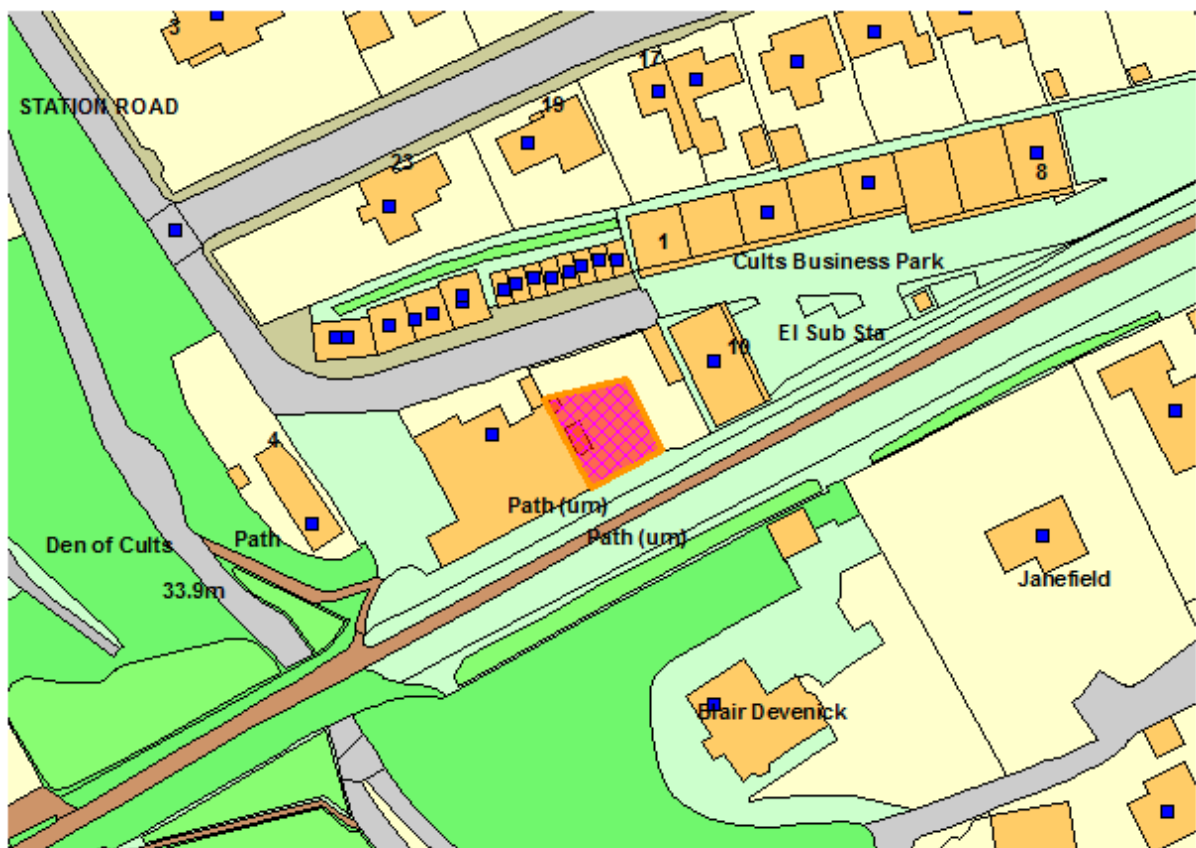 3
17
STATION ROAD
19
23
8
1
Cults Business Park
El Sub Sta
10
4
Path (um)
Path
Path (um)
Den of Cults
33.9m
Janefield
Blair Devenick